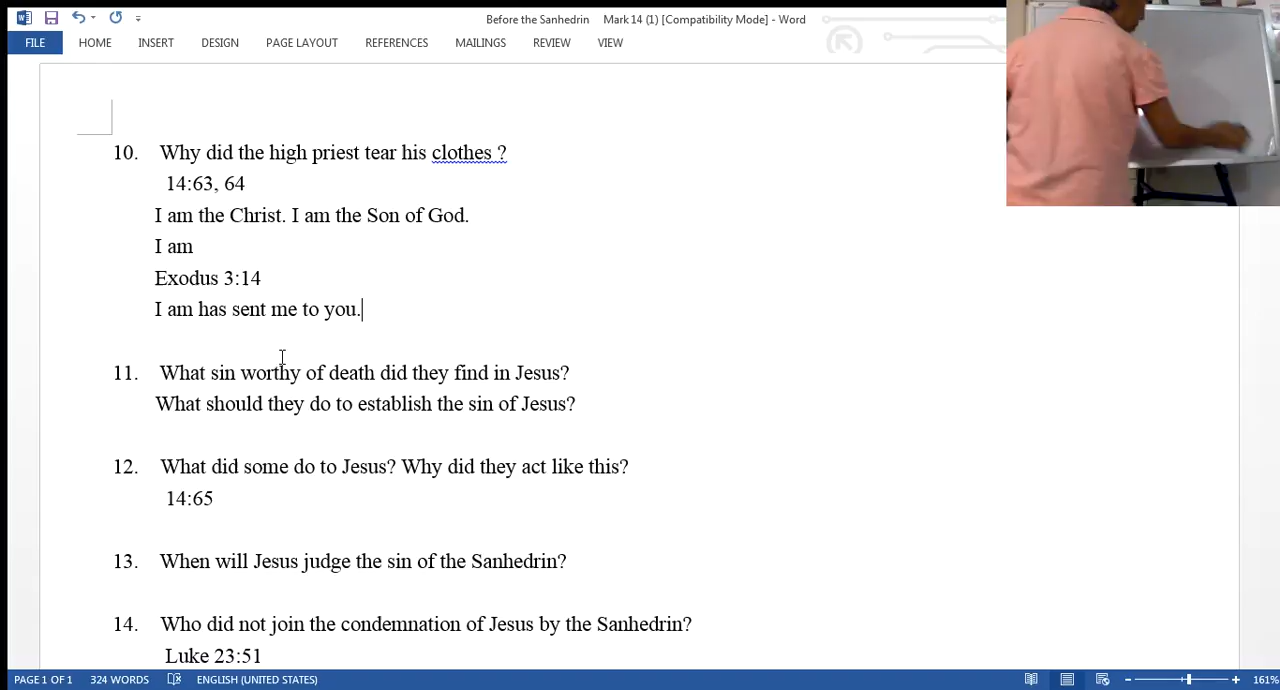 Before the Sanhedrin Mark 14 (1) [Compatibility Mode] - Word
FILE HOME INSERT DESIGN PAGE LAYOUT REFERENCES MAILINGS REVIEW VIEW
10. Why did the high priest tear his clothes ?
14:63, 64
I am the Christ. I am the Son of God.
I am
Exodus 3:14
I am has sent me to you.
11. What sin worthy of death did they find in Jesus?
What should they do to establish the sin of Jesus?
12. What did some do to Jesus? Why did they act like this?
14:65
13. When will Jesus judge the sin of the Sanhedrin?
14. Who did not join the condemnation of Jesus by the Sanhedrin?
Luke 23:51
PAGE 1 OF 1 324 WORDS ENGLISH (UNITED STATES) 161%